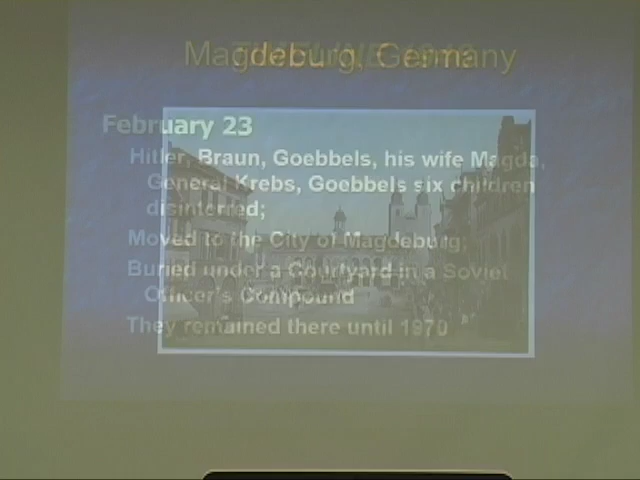 Magdeburg, Germany
February 23
Hitler, Braun, Goebbels, his wife Magda,
General Krebs, Goebbels six children
disinterred;
Moved to the City of Magdeburg;
Buried under a Courtyard in a Soviet
Officer's Compound
They remained there until 1970